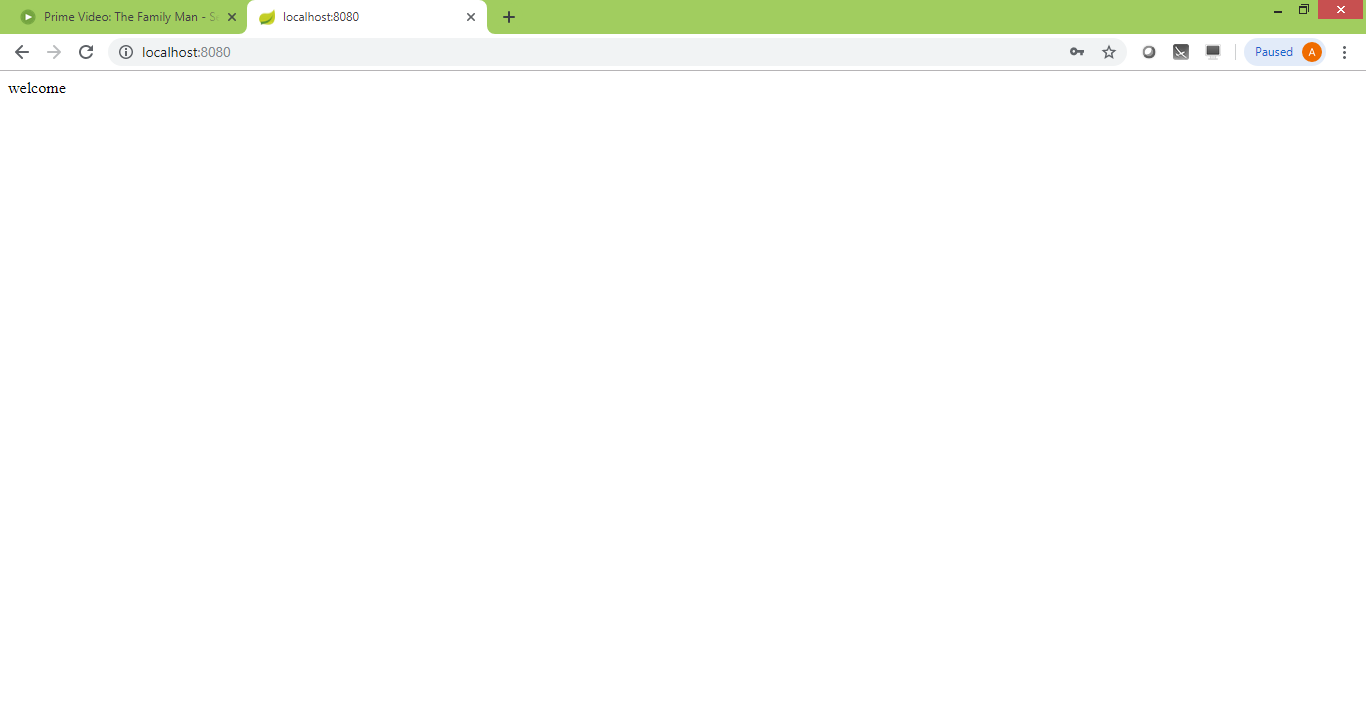 Prime Video: The Family Man - S
localhost:8080
localhost:8080
Paused
A
welcome